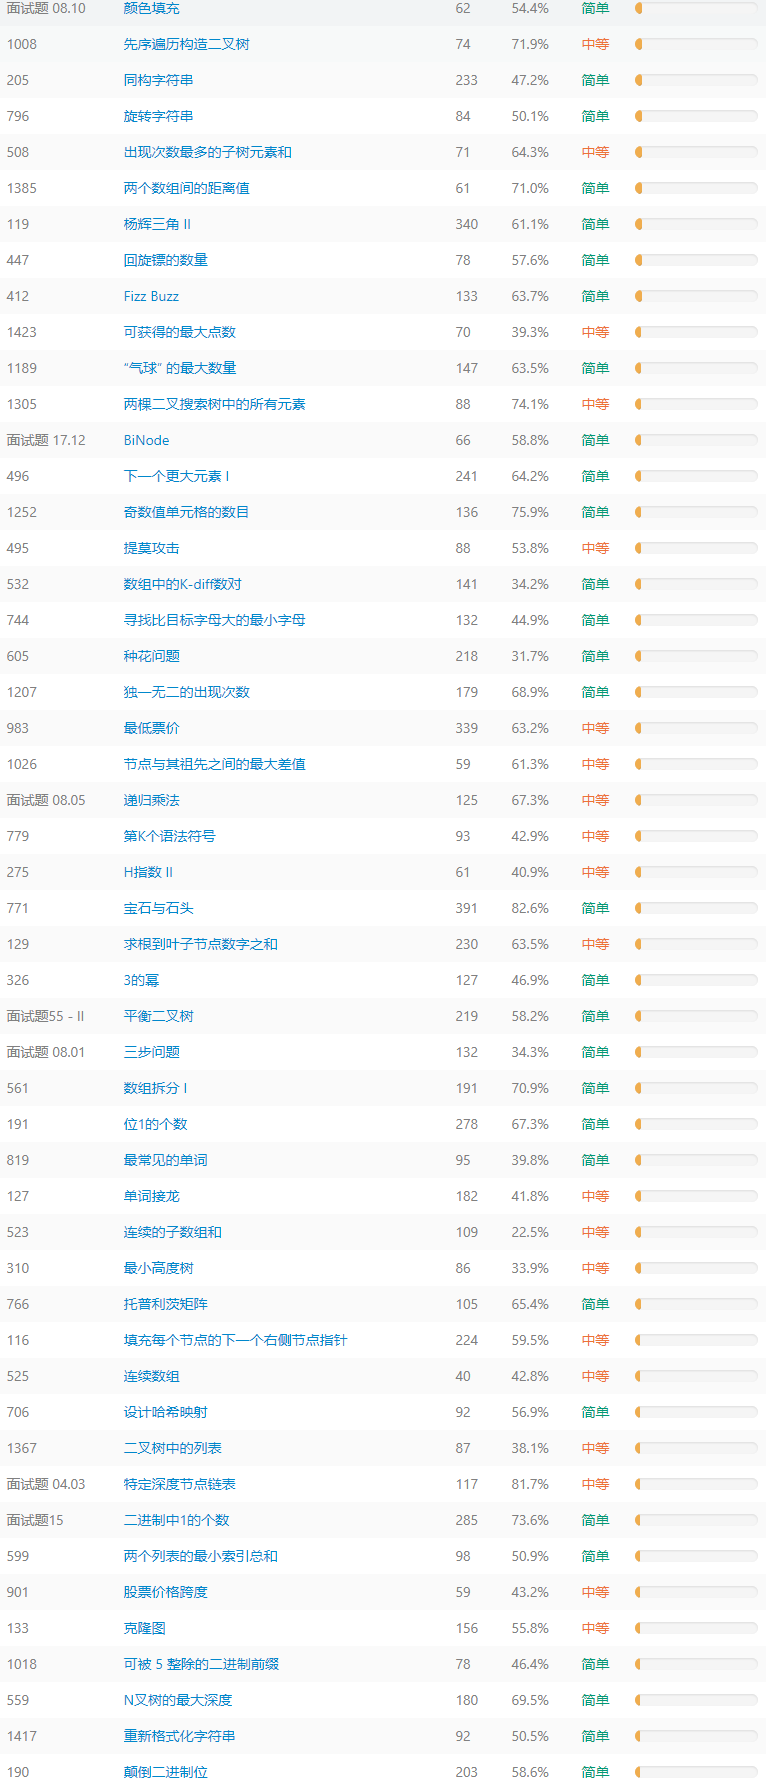 面试题 08.10 颜色填充 62 54.4% 简单
1008 先序遍历构造二叉树 74 71.9% 中等
205 同构字符串 233 47.2% 简单
796 旋转字符串 84 50.1% 简单
508 出现次数最多的子树元素和 71 64.3% 中等
1385 两个数组间的距离值 61 71.0% 简单
119 杨辉三角 II 340 61.1% 简单
447 回旋镖的数量 78 57.6% 简单
412 Fizz Buzz 133 63.7% 简单
1423 可获得的最大点数 70 39.3% 中等
1189 “气球” 的最大数量 147 63.5% 简单
1305 两棵二叉搜索树中的所有元素 88 74.1% 中等
面试题 17.12 BiNode 66 58.8% 简单
496 下一个更大元素 I 241 64.2% 简单
1252 奇数值单元格的数目 136 75.9% 简单
495 提莫攻击 88 53.8% 中等
532 数组中的K-diff数对 141 34.2% 简单
744 寻找比目标字母大的最小字母 132 44.9% 简单
605 种花问题 218 31.7% 简单
1207 独一无二的出现次数 179 68.9% 简单
983 最低票价 339 63.2% 中等
1026 节点与其祖先之间的最大差值 59 61.3% 中等
面试题 08.05 递归乘法 125 67.3% 中等
779 第K个语法符号 93 42.9% 中等
275 H指数 II 61 40.9% 中等
771 宝石与石头 391 82.6% 简单
129 求根到叶子节点数字之和 230 63.5% 中等
326 3的幂 127 46.9% 简单
面试题55 - II 平衡二叉树 219 58.2% 简单
面试题 08.01 三步问题 132 34.3% 简单
561 数组拆分 I 191 70.9% 简单
191 位1的个数 278 67.3% 简单
819 最常见的单词 95 39.8% 简单
127 单词接龙 182 41.8% 中等
523 连续的子数组和 109 22.5% 中等
310 最小高度树 86 33.9% 中等
766 托普利茨矩阵 105 65.4% 简单
116 填充每个节点的下一个右侧节点指针 224 59.5% 中等
525 连续数组 40 42.8% 中等
706 设计哈希映射 92 56.9% 简单
1367 二叉树中的列表 87 38.1% 中等
面试题 04.03 特定深度节点链表 117 81.7% 中等
面试题15 二进制中1的个数 285 73.6% 简单
599 两个列表的最小索引总和 98 50.9% 简单
901 股票价格跨度 59 43.2% 中等
133 克隆图 156 55.8% 中等
1018 可被 5 整除的二进制前缀 78 46.4% 简单
559 N叉树的最大深度 180 69.5% 简单
1417 重新格式化字符串 92 50.5% 简单
190 颠倒二进制位 203 58.6% 简单